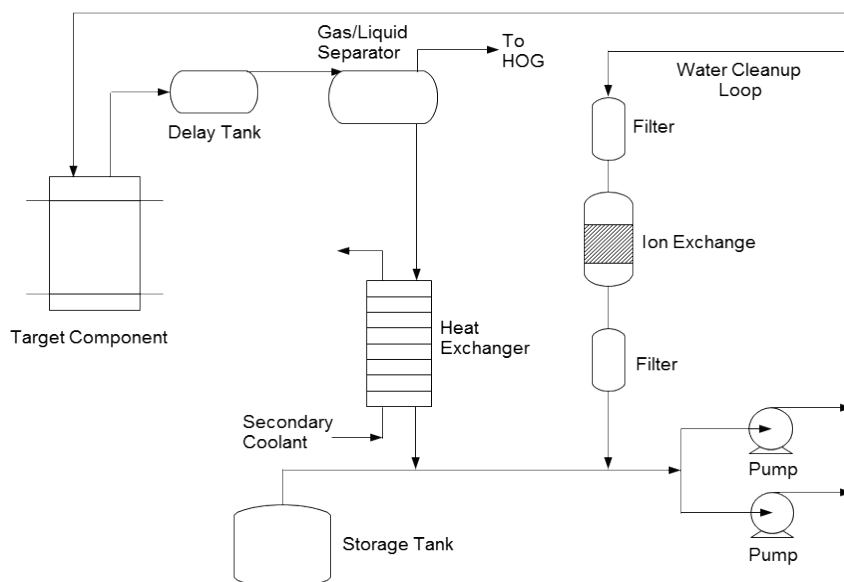 Gas/Liquid
Separator
To
HOG
Water Cleanup
Loop
Delay Tank
Filter
Ion Exchange
Target Component
Heat
Exchanger
Filter
Secondary
Coolant
Pump
Storage Tank
Pump